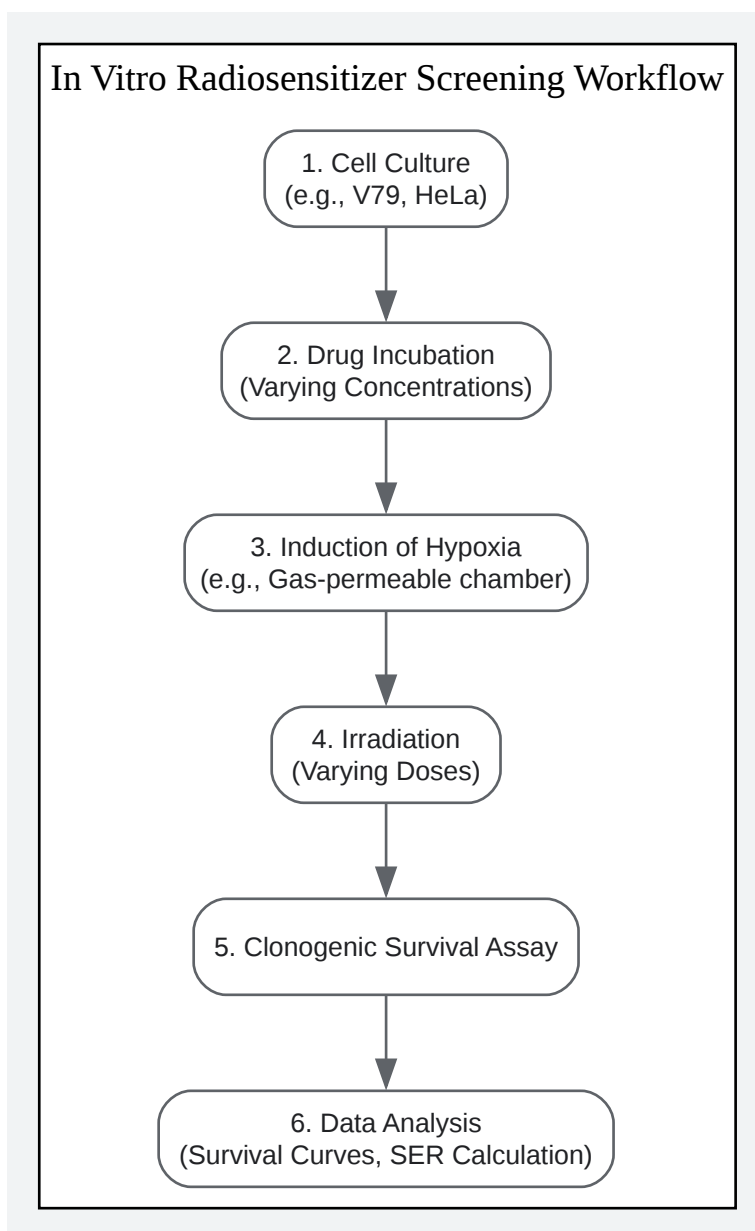 In Vitro Radiosensitizer Screening Workflow
1. Cell Culture
(e.g., V79, HeLa)
2. Drug Incubation
(Varying Concentrations)
3. Induction of Hypoxia
(e.g., Gas-permeable chamber)
4. Irradiation
(Varying Doses)
5. Clonogenic Survival Assay
6. Data Analysis
(Survival Curves, SER Calculation)